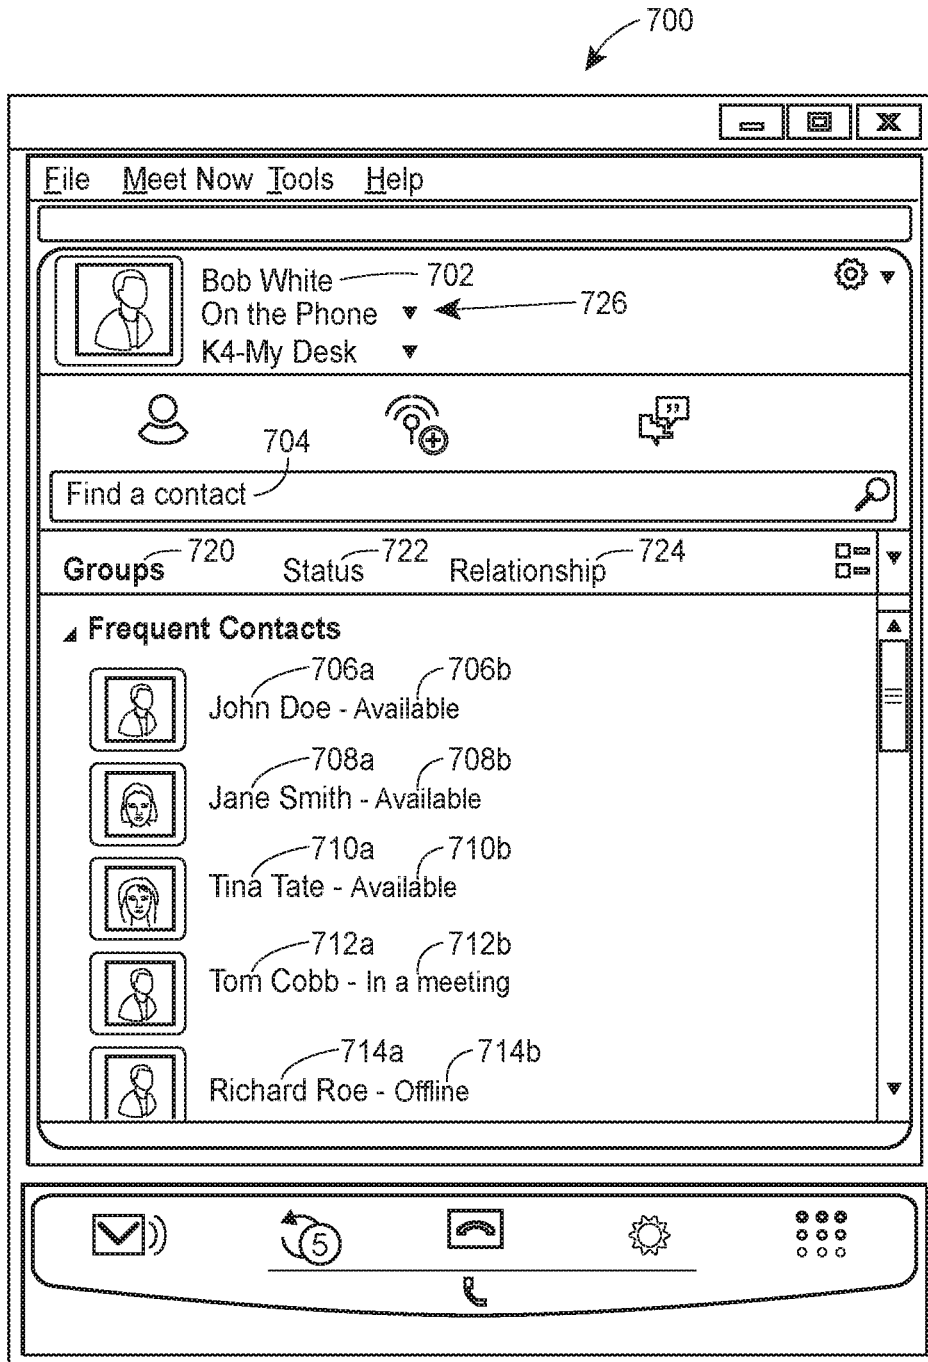 700
File Meet Now Tools Help
Bob White 702
On the Phone 726
K4-My Desk
704
Find a contact
Groups 720 Status 722 Relationship 724
Frequent Contacts
706a 706b
John Doe - Available
708a 708b
Jane Smith - Available
710a 710b
Tina Tate - Available
712a 712b
Tom Cobb - In a meeting
714a 714b
Richard Roe - Offline
5